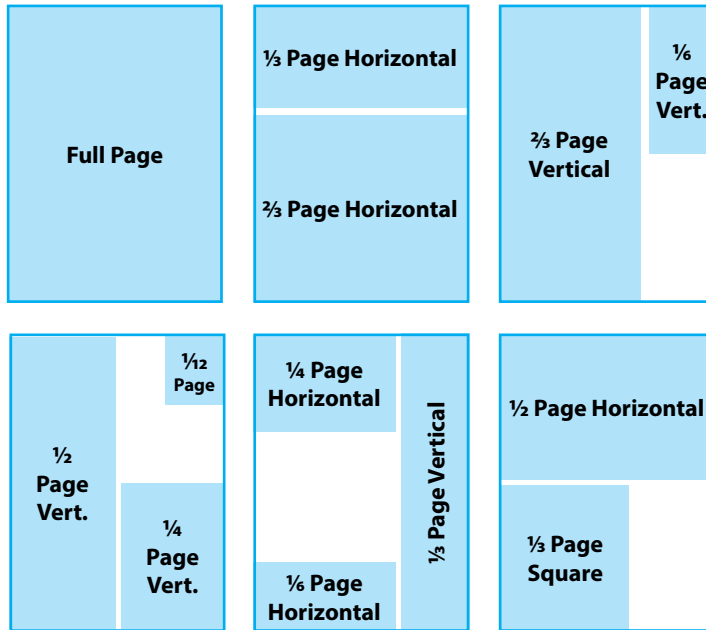 Full Page
⅓ Page Horizontal
⅔ Page Horizontal
⅔ Page
Vertical
⅙
Page
Vert.
½
Page
Vert.
1⁄12
Page
¼
Page
Vert.
¼ Page
Horizontal
⅙ Page
Horizontal
⅓ Page Vertical
½ Page Horizontal
⅓ Page
Square